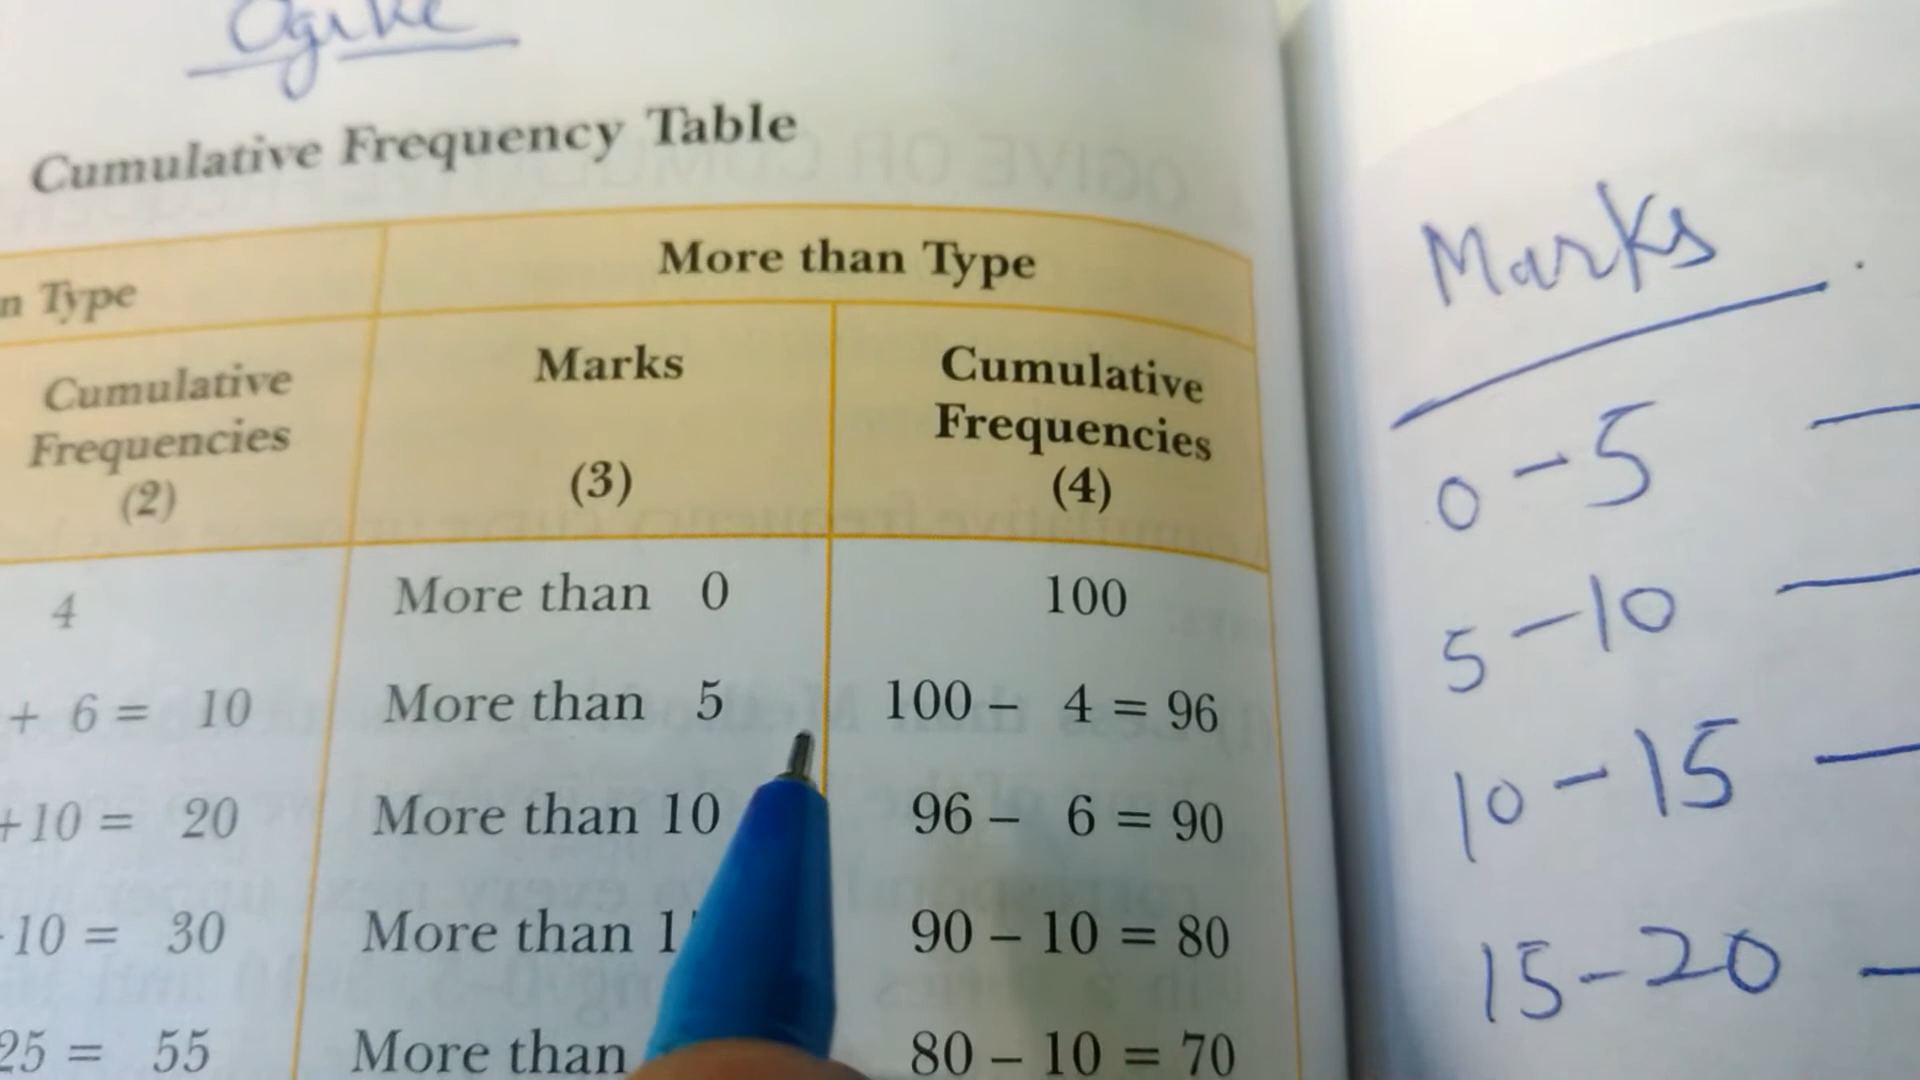 Ogive
Cumulative Frequency Table
n Type
More than Type
Cumulative
Frequencies
(2)
Marks
(3)
Cumulative
Frequencies
(4)
4
More than 0
100
+ 6 = 10
More than 5
100 - 4 = 96
+10 = 20
More than 10
96 - 6 = 90
10 = 30
More than 1
90 - 10 = 80
25 = 55
More than
80 - 10 = 70
Marks
0 - 5
5 - 10
10 - 15
15 - 20